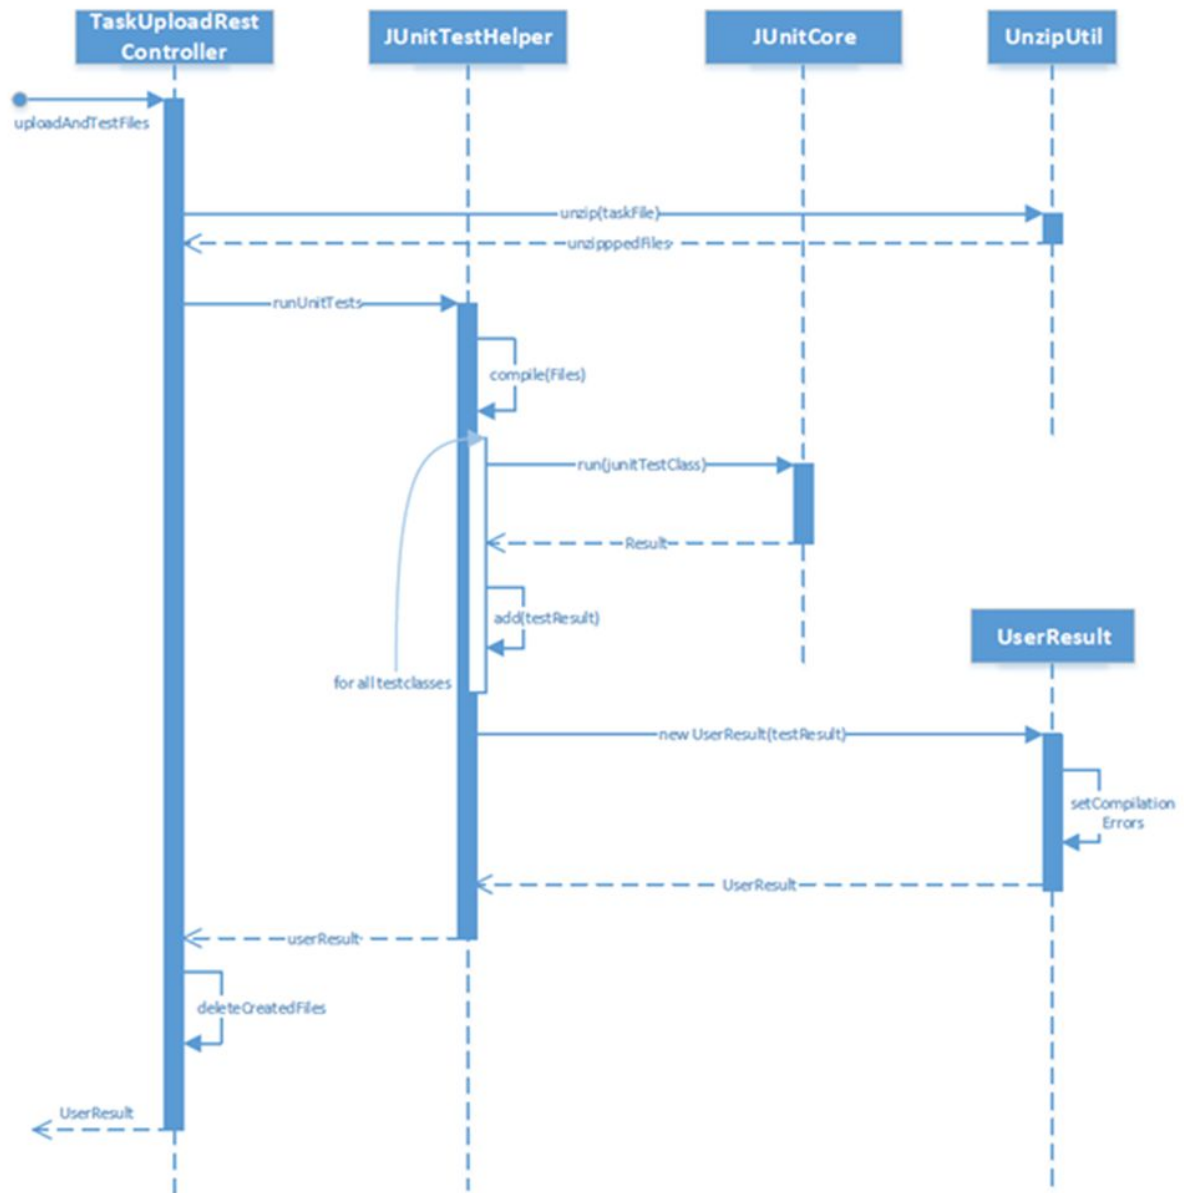 TaskUploadRest
Controller
JUnitTestHelper
JUnitCore
UnzipUtil
uploadAndTestFiles
unzip(taskFile)
unzipppedFiles
runUnitTests
compile(Files)
run(junitTestClass)
Result
add(testResult)
UserResult
for all testclasses
new UserResult(testResult)
setCompilation
Errors
UserResult
userResult
deleteCreatedFiles
UserResult